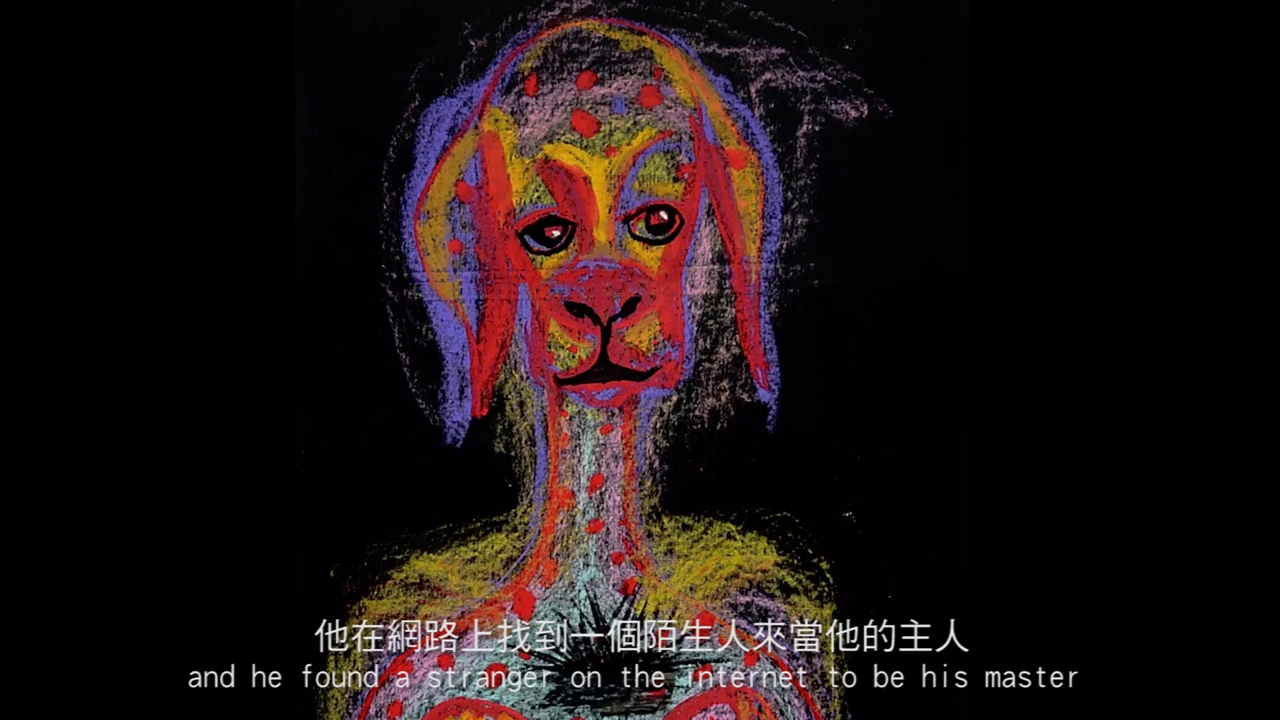 他在網路上找到一個陌生人來當他的主人
and he found a stranger on the internet to be his master